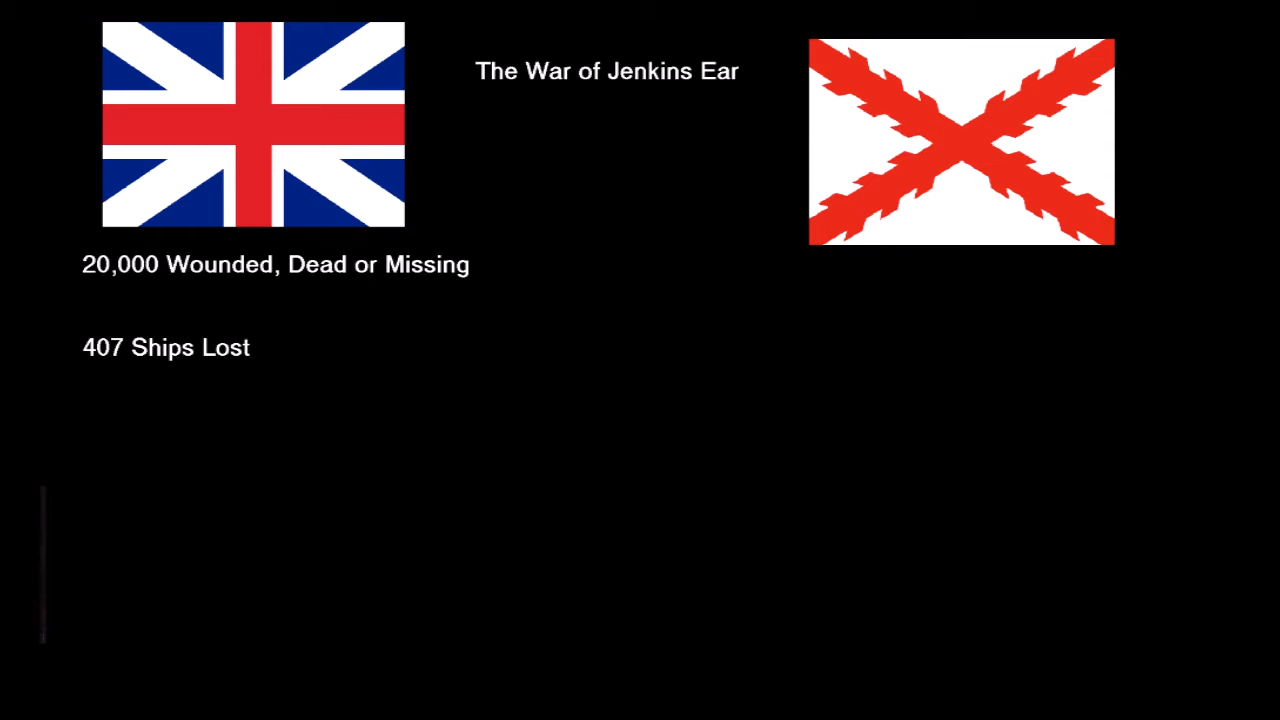 The War of Jenkins Ear
20,000 Wounded, Dead or Missing
407 Ships Lost